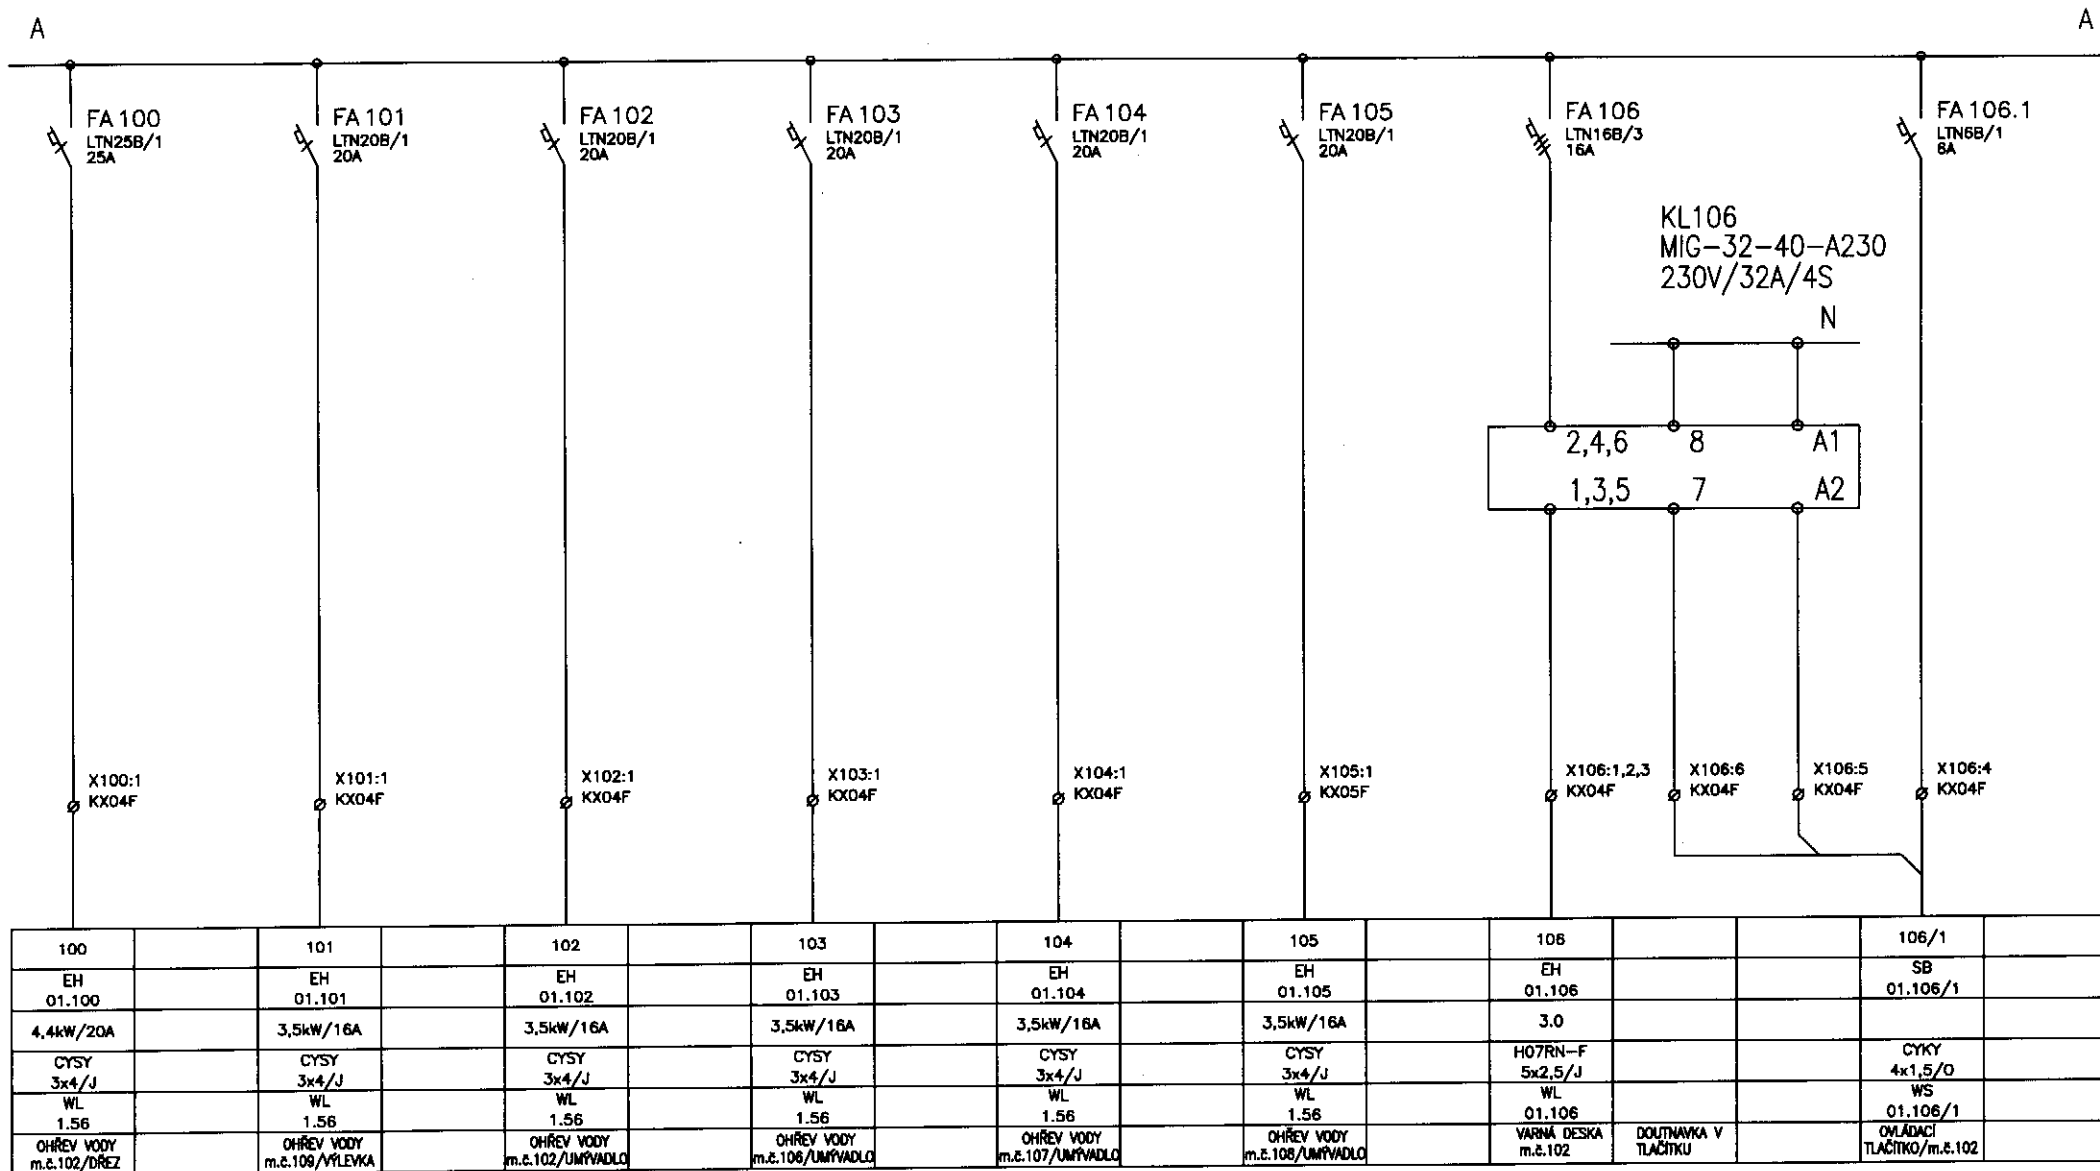 A
A
FA 100
LTN25B/1
25A
FA 101
LTN20B/1
20A
FA 102
LTN20B/1
20A
FA 103
LTN20B/1
20A
FA 104
LTN20B/1
20A
FA 105
LTN20B/1
20A
FA 106
LTN16B/3
16A
FA 106.1
LTN6B/1
6A
KL106
MIG-32-40-A230
230V/32A/4S
N
2,4,6
8
A1
1,3,5
7
A2
X100:1
KX04F
X101:1
KX04F
X102:1
KX04F
X103:1
KX04F
X104:1
KX04F
X105:1
KX05F
X106:1,2,3
KX04F
X106:6
KX04F
X106:5
KX04F
X106:4
KX04F
100 101 102 103 104 105 106 106/1
EH EH EH EH EH EH EH SB
01.100 01.101 01.102 01.103 01.104 01.105 01.106 01.106/1
4,4kW/20A 3,5kW/16A 3,5kW/16A 3,5kW/16A 3,5kW/16A 3,5kW/16A 3.0
CYSY CYSY CYSY CYSY CYSY CYSY H07RN-F CYKY
3x4/J 3x4/J 3x4/J 3x4/J 3x4/J 3x4/J 5x2,5/J 4x1,5/O
WL WL WL WL WL WL WL WS
1.56 1.56 1.56 1.56 1.56 1.56 01.106 01.106/1
OHŘEV VODY OHŘEV VODY OHŘEV VODY OHŘEV VODY OHŘEV VODY OHŘEV VODY VARNÁ DESKA DOUTNAVKA V OVLÁDACÍ
m.č.102/DŘEZ m.č.109/VÝLEVKA m.č.102/UMÝVADLO m.č.106/UMÝVADLO m.č.107/UMÝVADLO m.č.108/UMÝVADLO m.č.102 TLAČÍTKU TLAČÍTKO/m.č.102